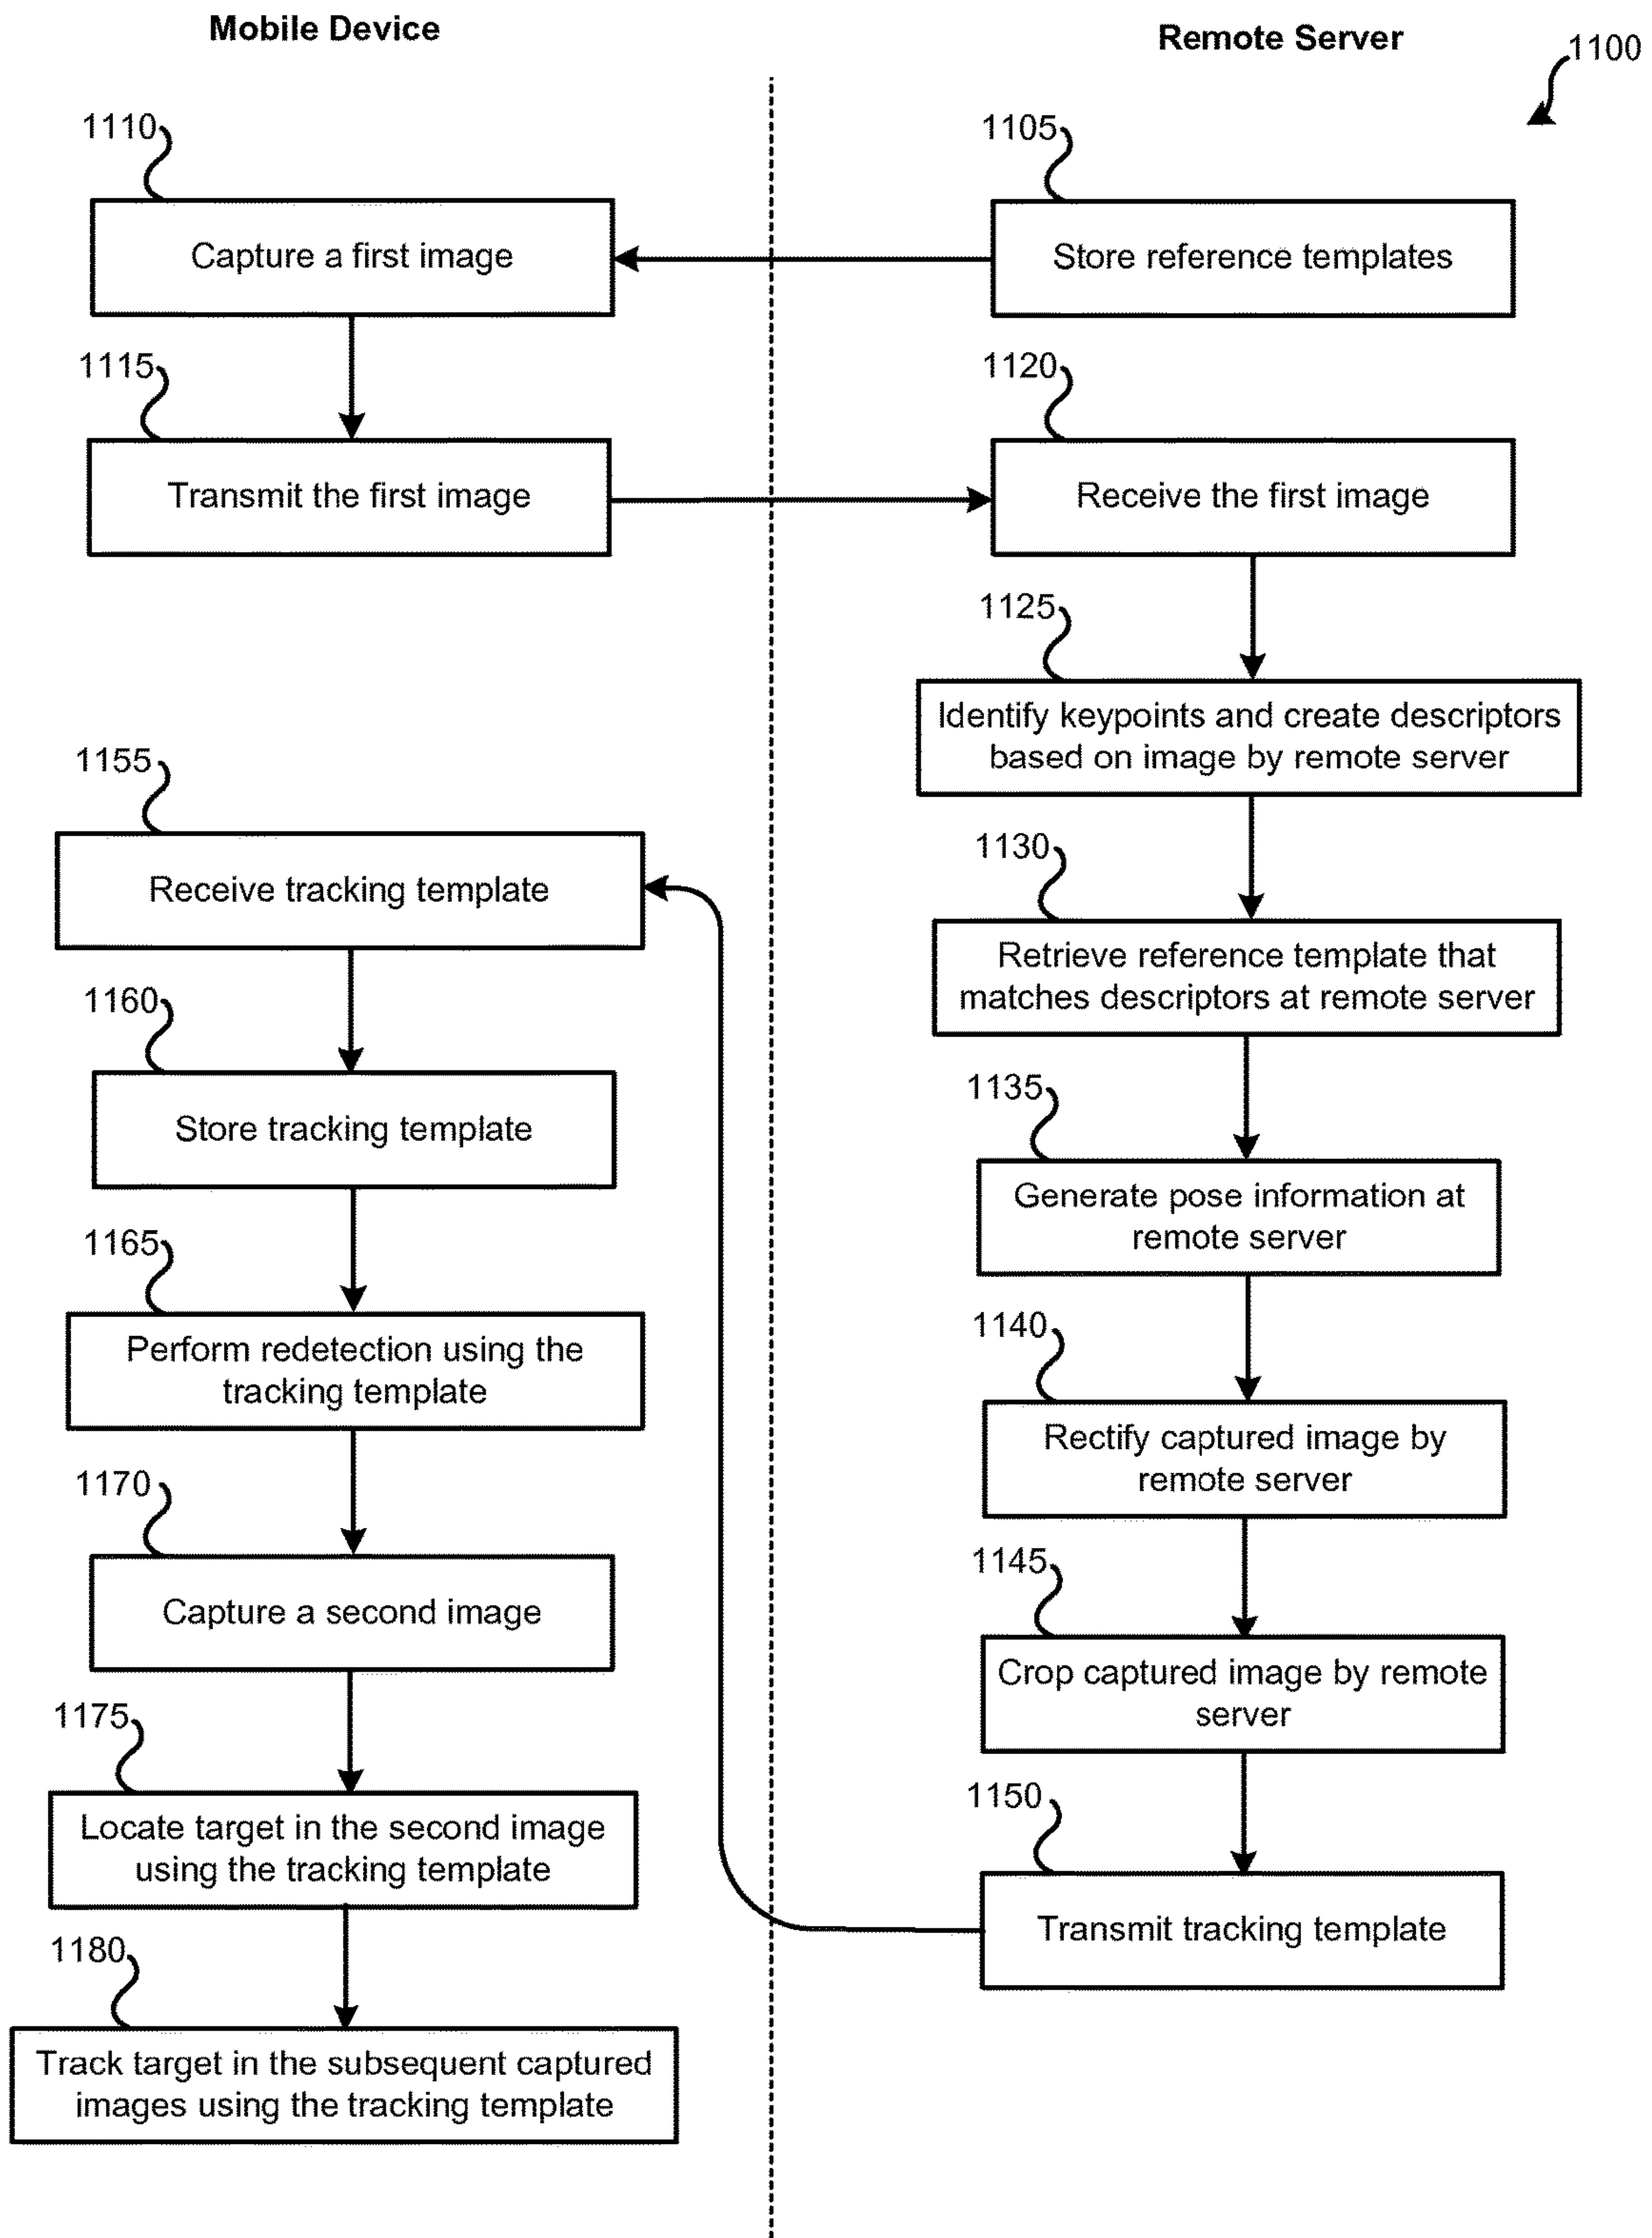 Mobile Device
Remote Server
1100
1110
Capture a first image
1105
Store reference templates
1115
Transmit the first image
1120
Receive the first image
1125
Identify keypoints and create descriptors
based on image by remote server
1130
Retrieve reference template that
matches descriptors at remote server
1135
Generate pose information at
remote server
1140
Rectify captured image by
remote server
1145
Crop captured image by remote
server
1150
Transmit tracking template
1155
Receive tracking template
1160
Store tracking template
1165
Perform redetection using the
tracking template
1170
Capture a second image
1175
Locate target in the second image
using the tracking template
1180
Track target in the subsequent captured
images using the tracking template